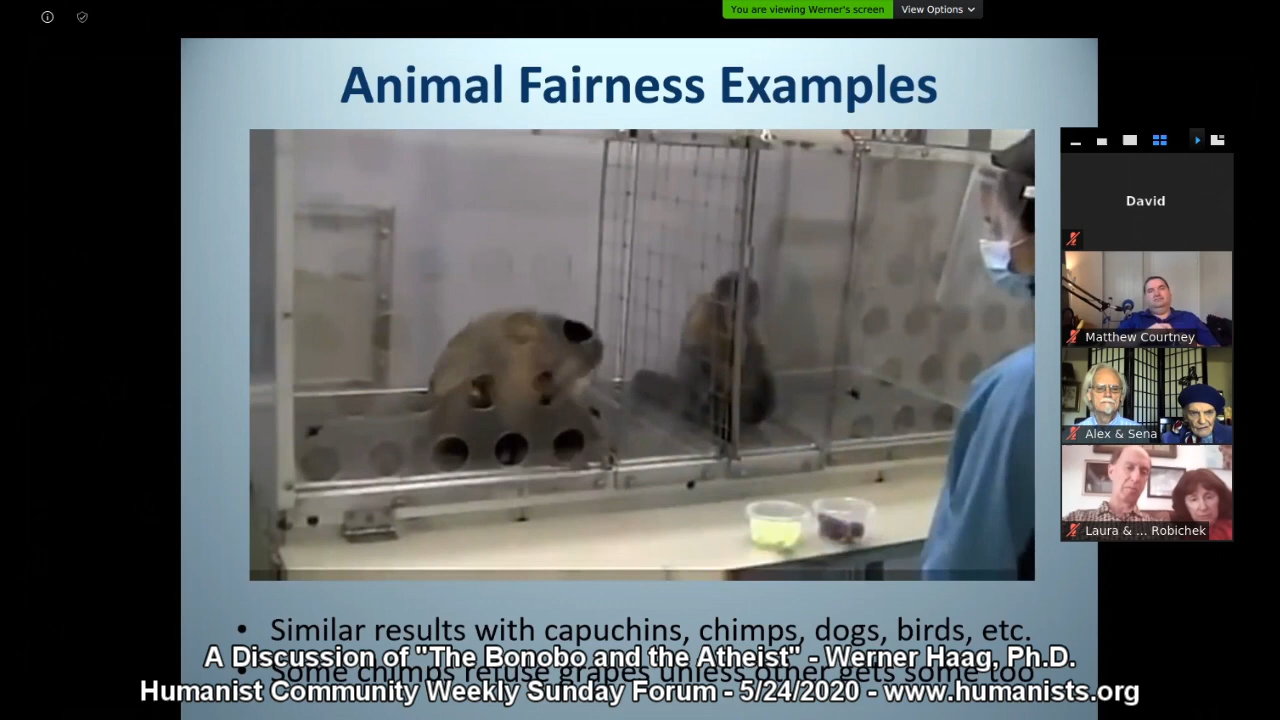 You are viewing Werner's screen View Options
Animal Fairness Examples
David
Matthew Courtney
Alex & Sena
Laura & ... Robichek
• Similar results with capuchins, chimps, dogs, birds, etc.
• Some chimps refuse grapes unless other gets some too
A Discussion of "The Bonobo and the Atheist" - Werner Haag, Ph.D.
Humanist Community Weekly Sunday Forum - 5/24/2020 - www.humanists.org